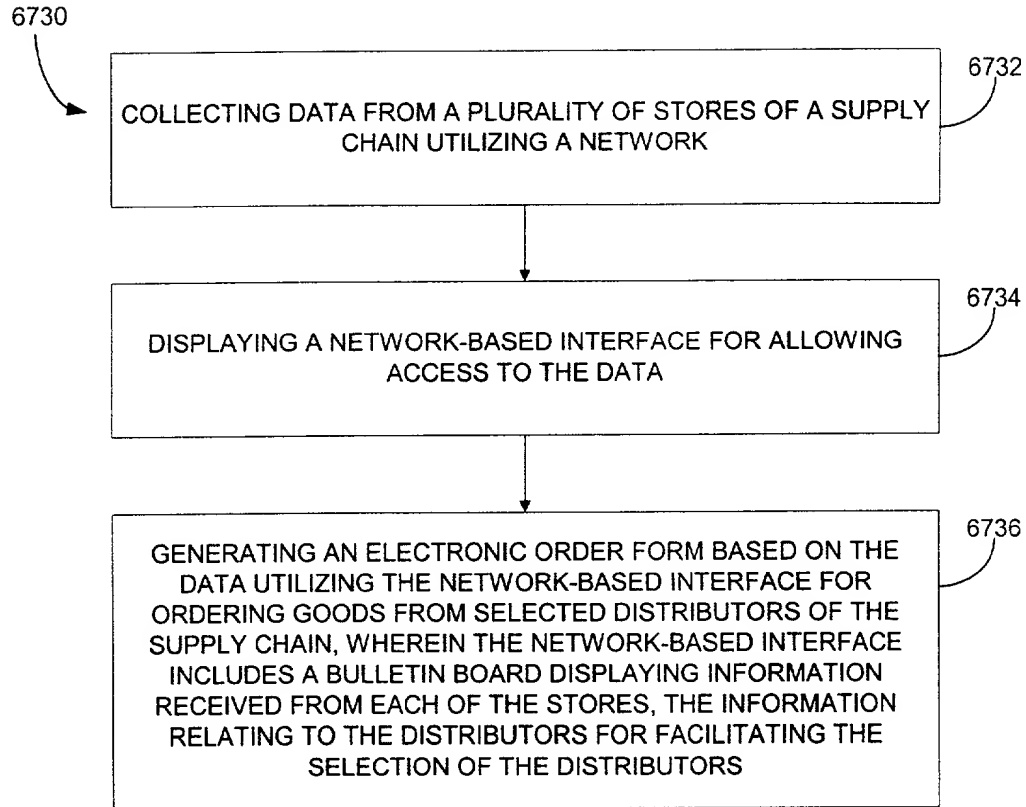 6730
6732
COLLECTING DATA FROM A PLURALITY OF STORES OF A SUPPLY
CHAIN UTILIZING A NETWORK
6734
DISPLAYING A NETWORK-BASED INTERFACE FOR ALLOWING
ACCESS TO THE DATA
6736
GENERATING AN ELECTRONIC ORDER FORM BASED ON THE
DATA UTILIZING THE NETWORK-BASED INTERFACE FOR
ORDERING GOODS FROM SELECTED DISTRIBUTORS OF THE
SUPPLY CHAIN, WHEREIN THE NETWORK-BASED INTERFACE
INCLUDES A BULLETIN BOARD DISPLAYING INFORMATION
RECEIVED FROM EACH OF THE STORES, THE INFORMATION
RELATING TO THE DISTRIBUTORS FOR FACILITATING THE
SELECTION OF THE DISTRIBUTORS